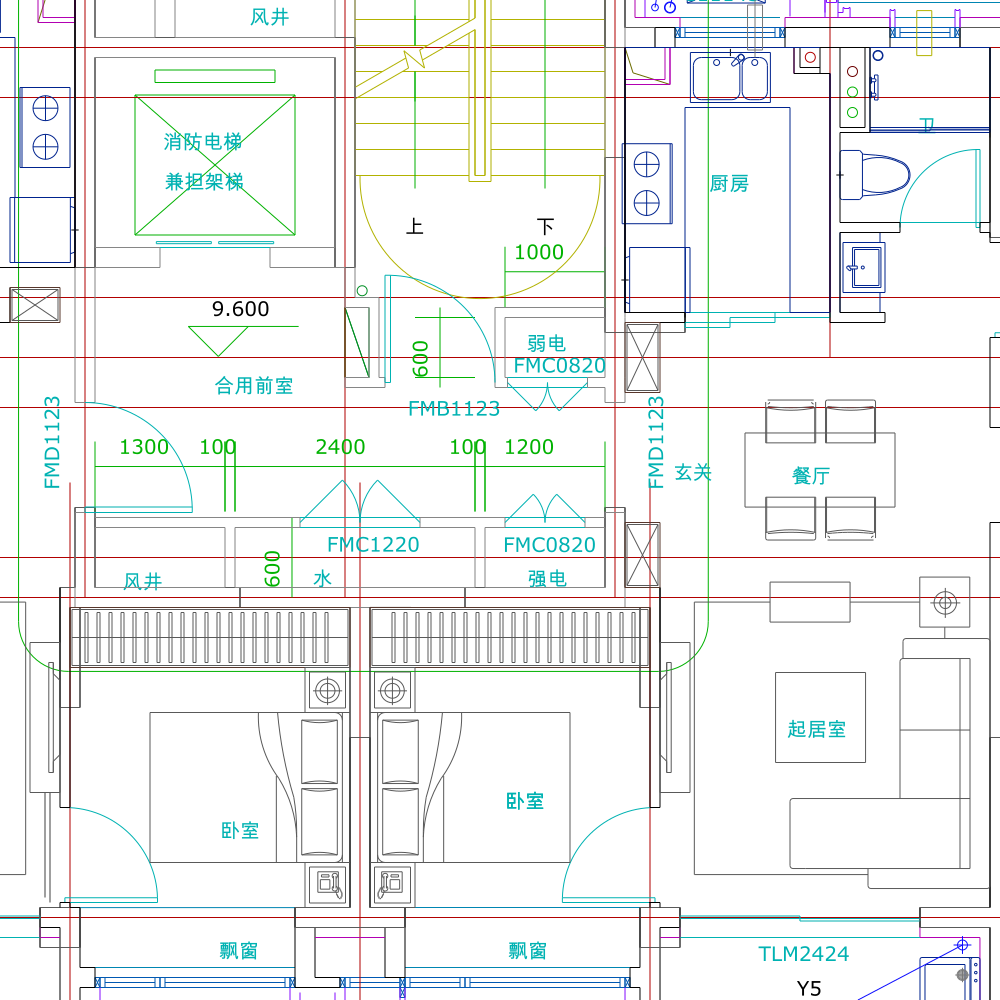 风井
消防电梯
兼担架梯
卫
厨房
上
下
1000
9.600
600
弱电
FMC0820
合用前室
FMB1123
FMD1123
FMD1123
1300
100
2400
100
1200
玄关
餐厅
FMC1220
FMC0820
600
风井
水
强电
起居室
卧室
卧室
飘窗
飘窗
TLM2424
Y5